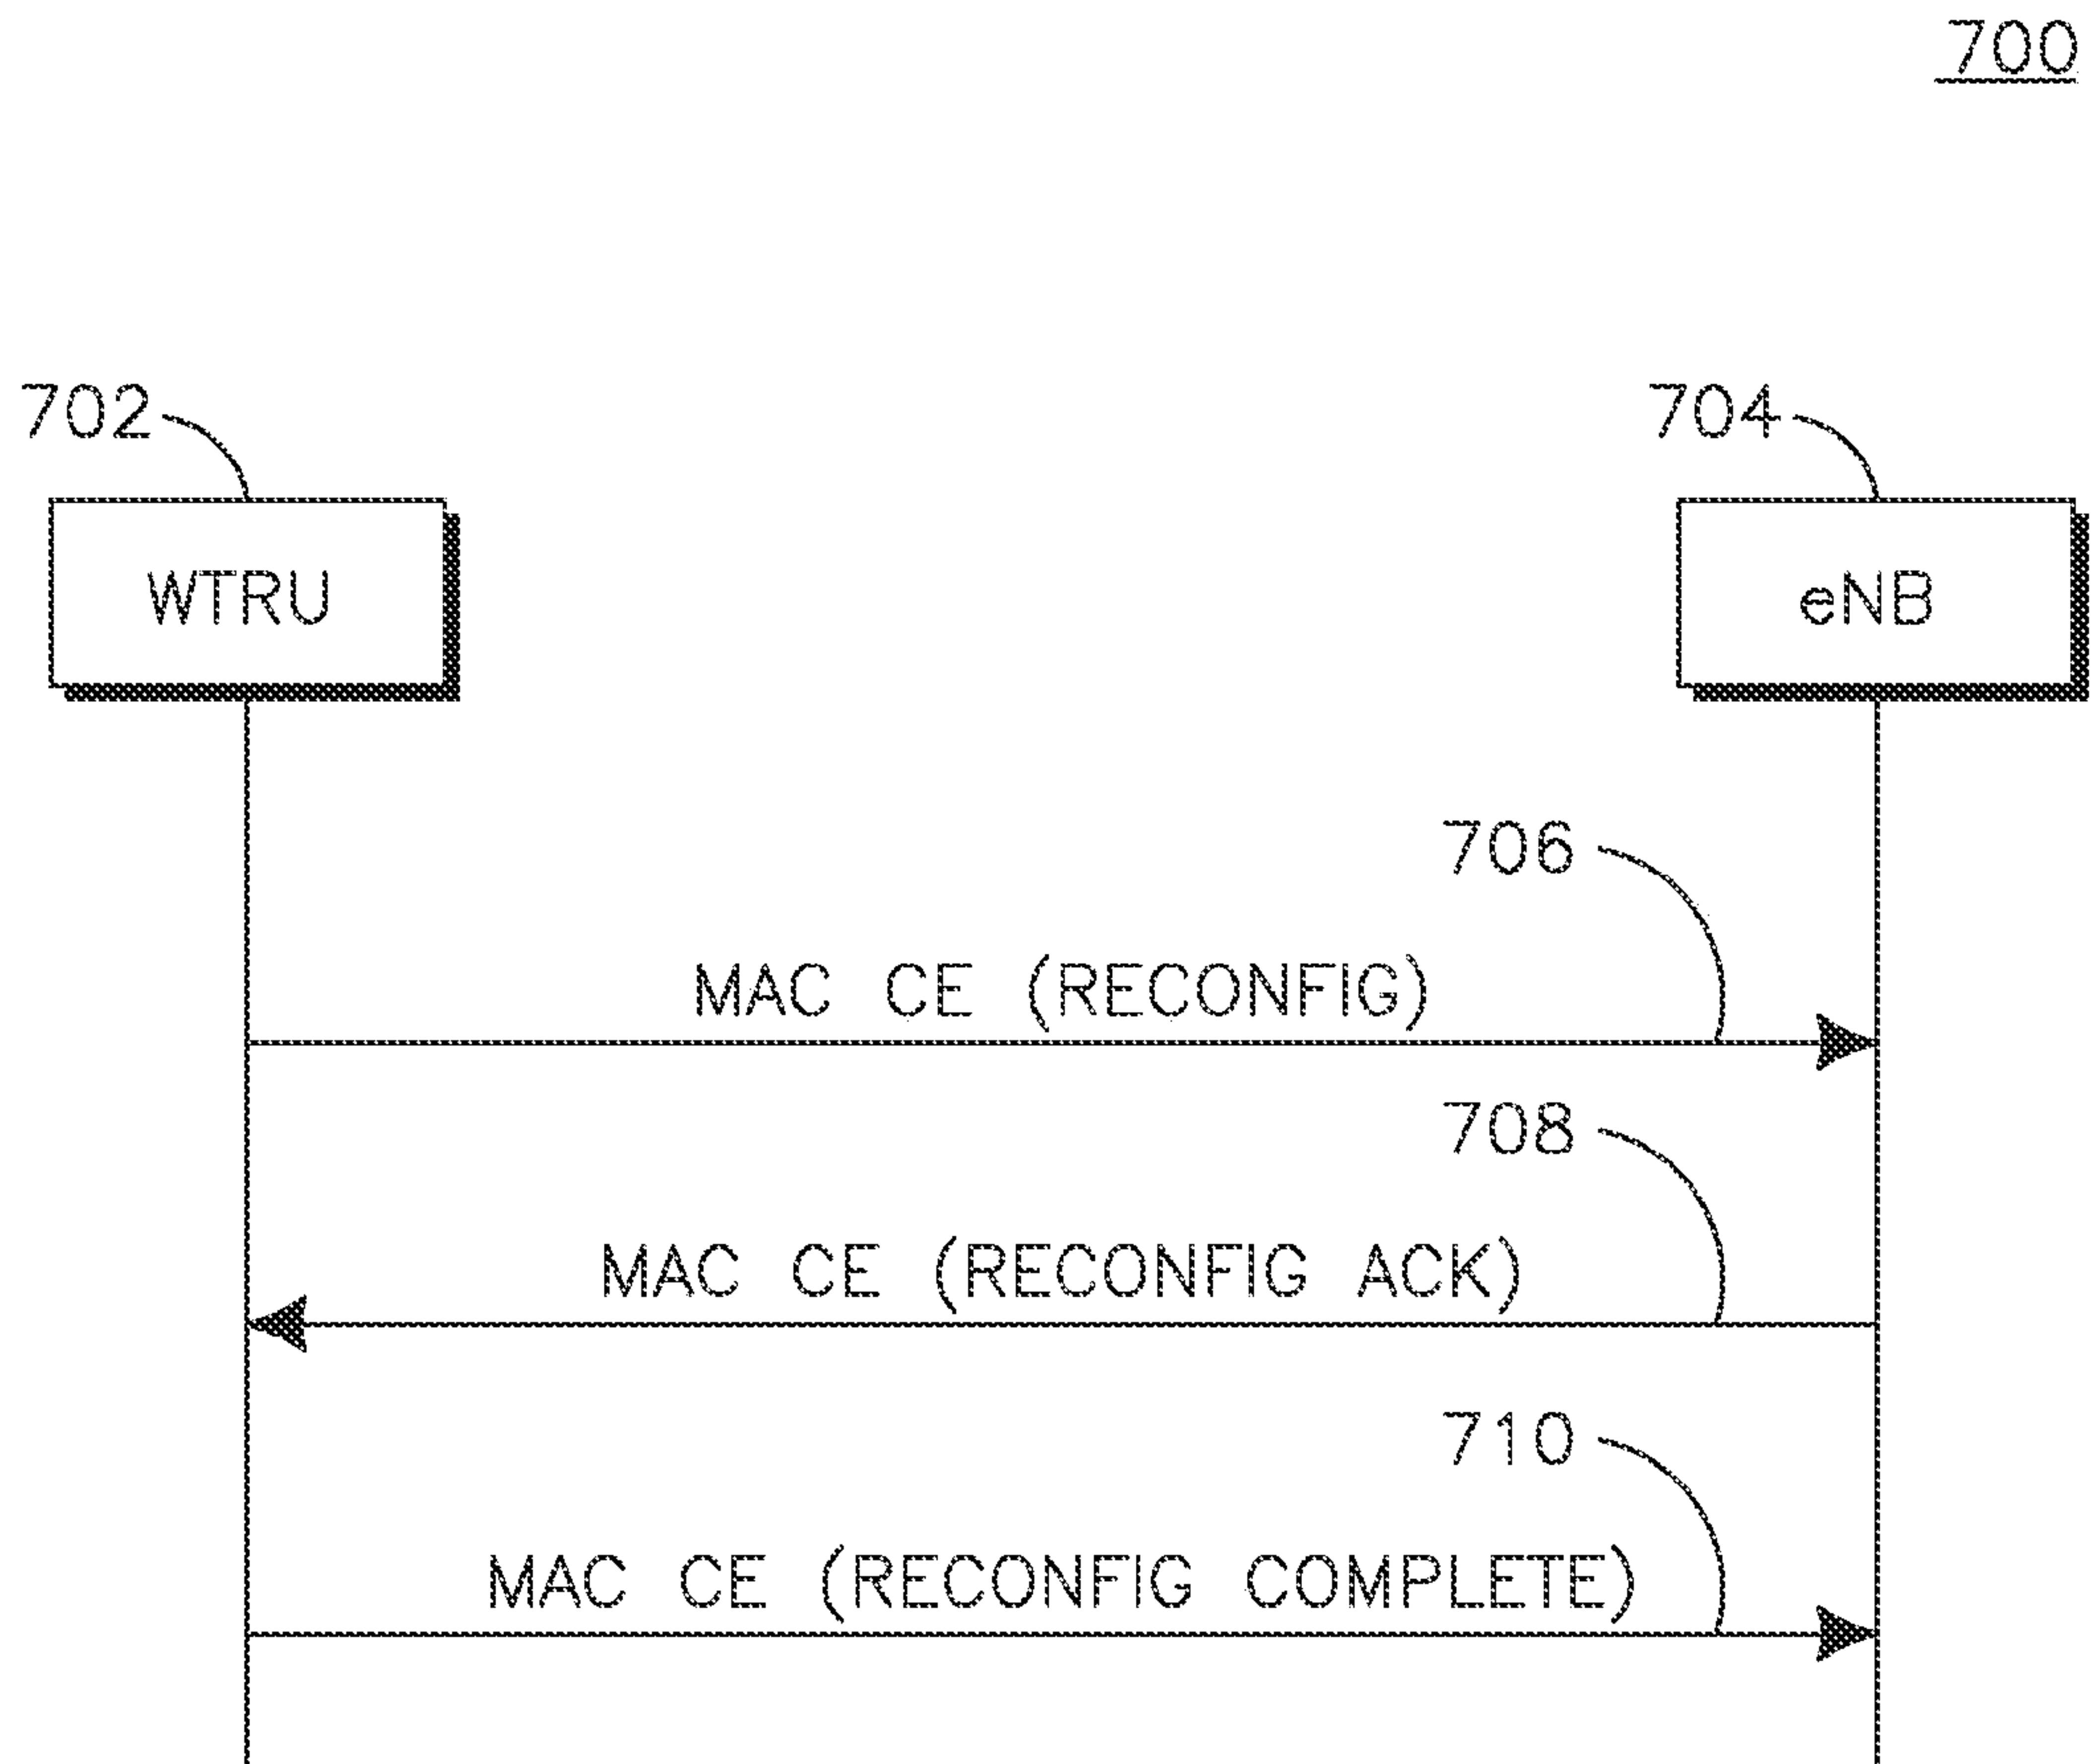 700
702
704
WTRU
eNB
706
MAC CE (RECONFIG)
708
MAC CE (RECONFIG ACK)
710
MAC CE (RECONFIG COMPLETE)